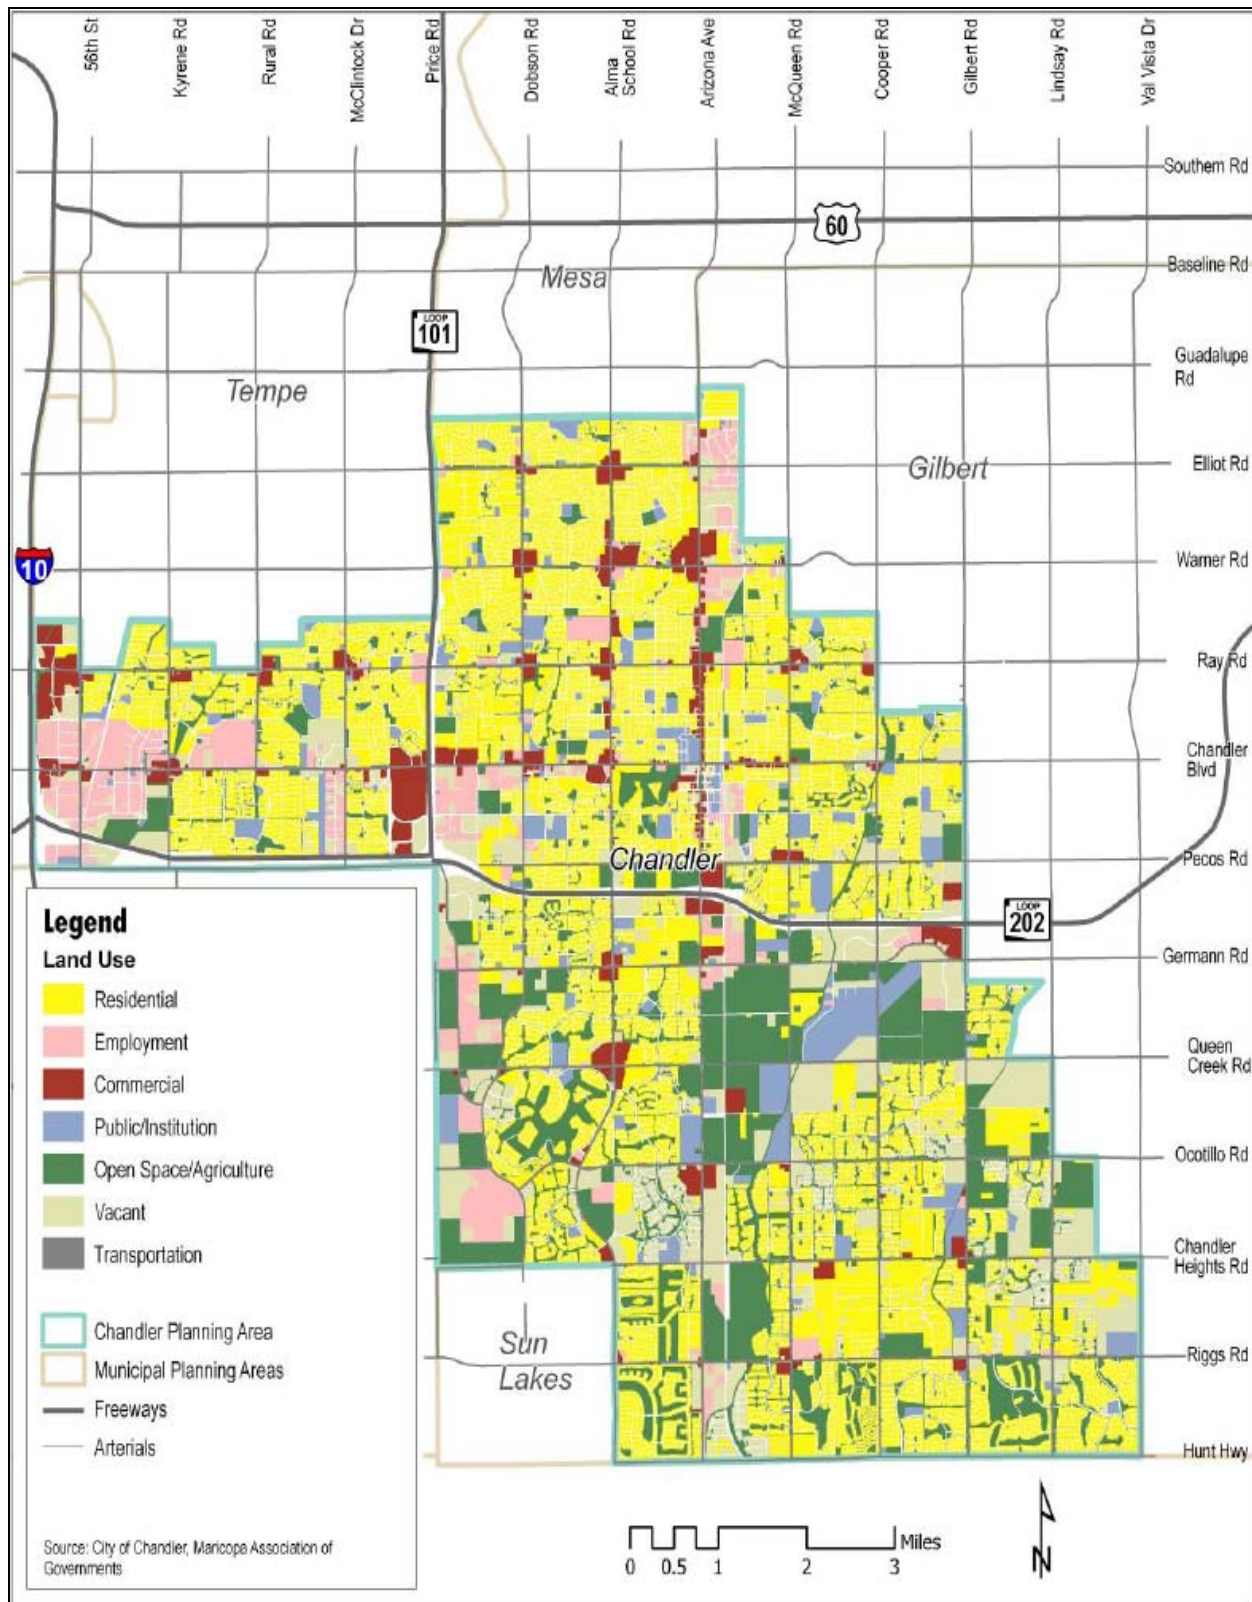 56th St
Kyrene Rd
Rural Rd
McClintock Dr
Price Rd
Dobson Rd
Alma
School Rd
Arizona Ave
McQueen Rd
Cooper Rd
Gilbert Rd
Lindsay Rd
Val Vista Dr
Southern Rd
60
Baseline Rd
Mesa
LOOP
101
Guadalupe
Rd
Tempe
Elliot Rd
Gilbert
Warner Rd
10
Ray Rd
Chandler
Blvd
Pecos Rd
Chandler
LOOP
202
Germann Rd
Queen
Creek Rd
Ocotillo Rd
Chandler
Heights Rd
Sun
Lakes
Riggs Rd
Hunt Hwy
Legend
Land Use
Residential
Employment
Commercial
Public/Institution
Open Space/Agriculture
Vacant
Transportation
Chandler Planning Area
Municipal Planning Areas
Freeways
Arterials
Source: City of Chandler, Maricopa Association of
Governments
Miles
0 0.5 1 2 3
N